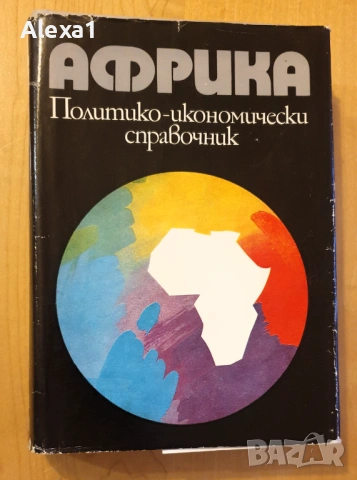 Alexa1
АФРИКА
Политико-икономически
справочник
BAZAR